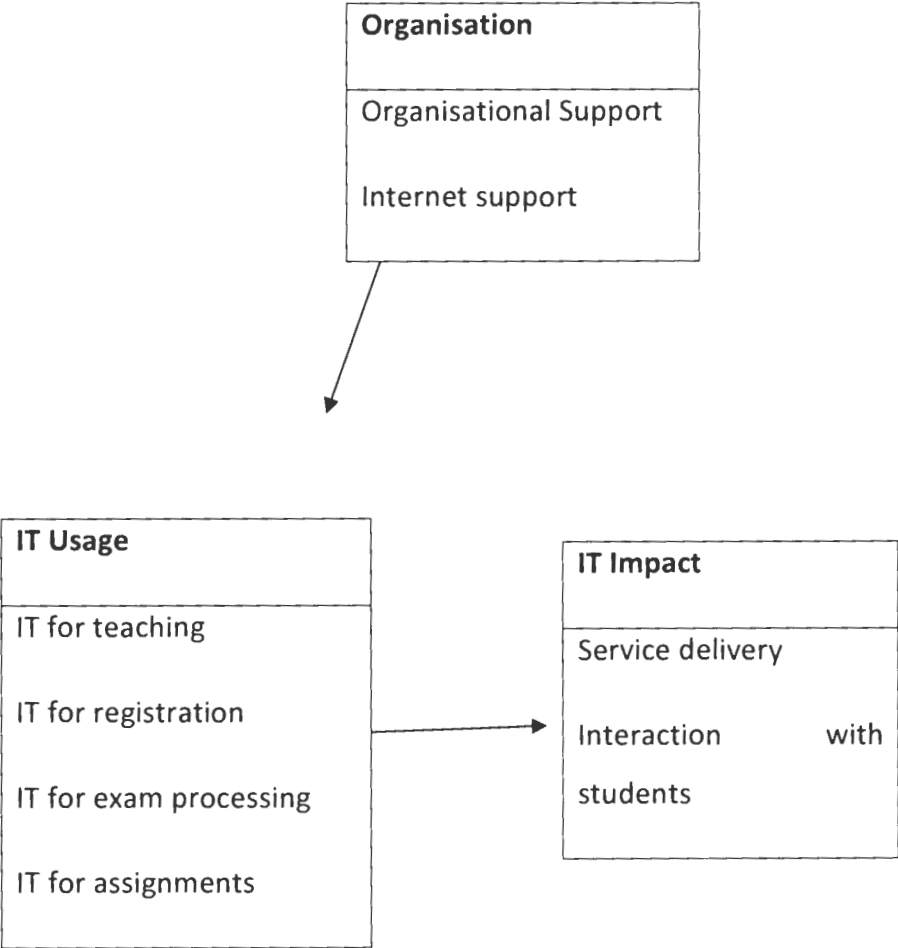 Organisation
Organisational Support
Internet support
IT Usage
IT for teaching
IT for registration
IT for exam processing
IT for assignments
IT Impact
Service delivery
Interaction with
students